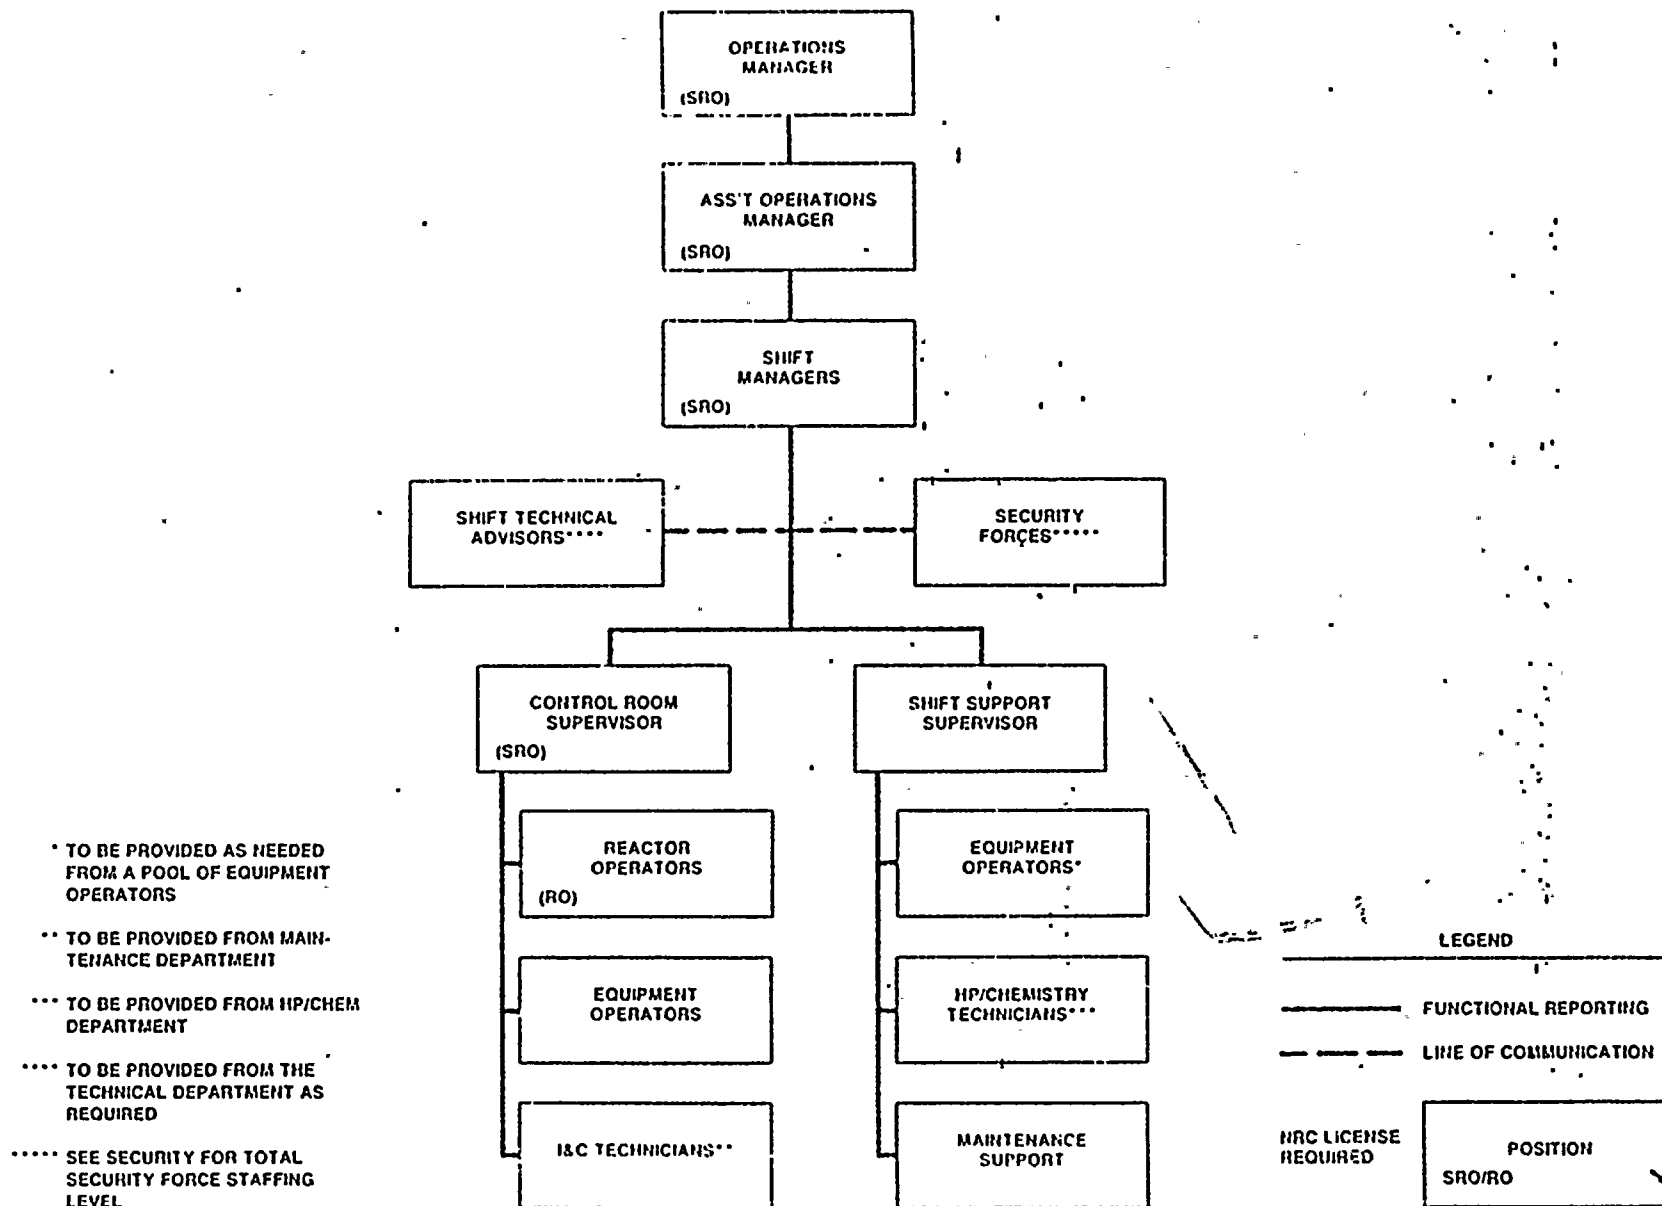 OPERATIONS
MANAGER
(SRO)
ASS'T OPERATIONS
MANAGER
(SRO)
SHIFT
MANAGERS
(SRO)
SHIFT TECHNICAL
ADVISORS****
SECURITY
FORCES*****
CONTROL ROOM
SUPERVISOR
(SRO)
SHIFT SUPPORT
SUPERVISOR
REACTOR
OPERATORS
(RO)
EQUIPMENT
OPERATORS*
EQUIPMENT
OPERATORS
HP/CHEMISTRY
TECHNICIANS***
I&C TECHNICIANS**
MAINTENANCE
SUPPORT
* TO BE PROVIDED AS NEEDED
FROM A POOL OF EQUIPMENT
OPERATORS
** TO BE PROVIDED FROM MAIN-
TENANCE DEPARTMENT
*** TO BE PROVIDED FROM HP/CHEM
DEPARTMENT
**** TO BE PROVIDED FROM THE
TECHNICAL DEPARTMENT AS
REQUIRED
***** SEE SECURITY FOR TOTAL
SECURITY FORCE STAFFING
LEVEL
LEGEND
FUNCTIONAL REPORTING
LINE OF COMMUNICATION
NRC LICENSE
REQUIRED
POSITION
SRO/RO